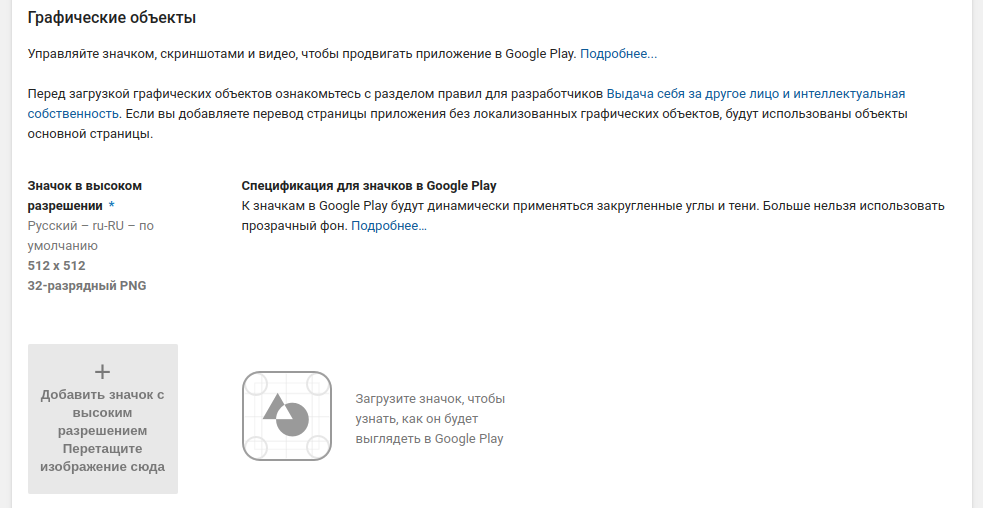 Графические объекты
Управляйте значком, скриншотами и видео, чтобы продвигать приложение в Google Play. Подробнее...
Перед загрузкой графических объектов ознакомьтесь с разделом правил для разработчиков Выдача себя за другое лицо и интеллектуальная
собственность. Если вы добавляете перевод страницы приложения без локализованных графических объектов, будут использованы объекты
основной страницы.
Значок в высоком
разрешении *
Русский – ru-RU – по
умолчанию
512 x 512
32-разрядный PNG
Спецификация для значков в Google Play
К значкам в Google Play будут динамически применяться закругленные углы и тени. Больше нельзя использовать
прозрачный фон. Подробнее…
+
Добавить значок с
высоким
разрешением
Перетащите
изображение сюда
Загрузите значок, чтобы
узнать, как он будет
выглядеть в Google Play